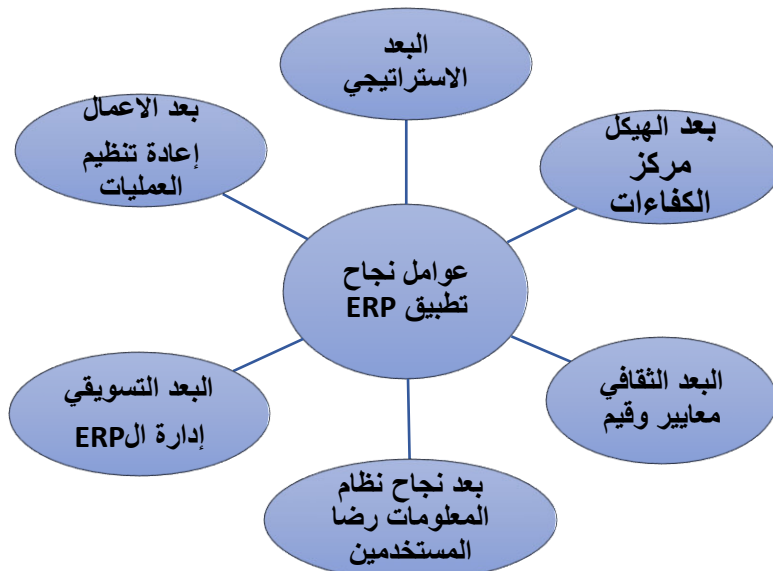 البعد
الاستراتيجي
بعد الهيكل
مركز
الكفاءات
البعد الثقافي
معايير وقيم
بعد نجاح نظام
المعلومات رضا
المستخدمين
البعد التسويقي
إدارة الERP
بعد الاعمال
إعادة تنظيم
العمليات
عوامل نجاح
تطبيق ERP